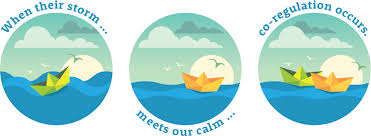 When their storm ...
meets our calm ...
co-regulation occurs.